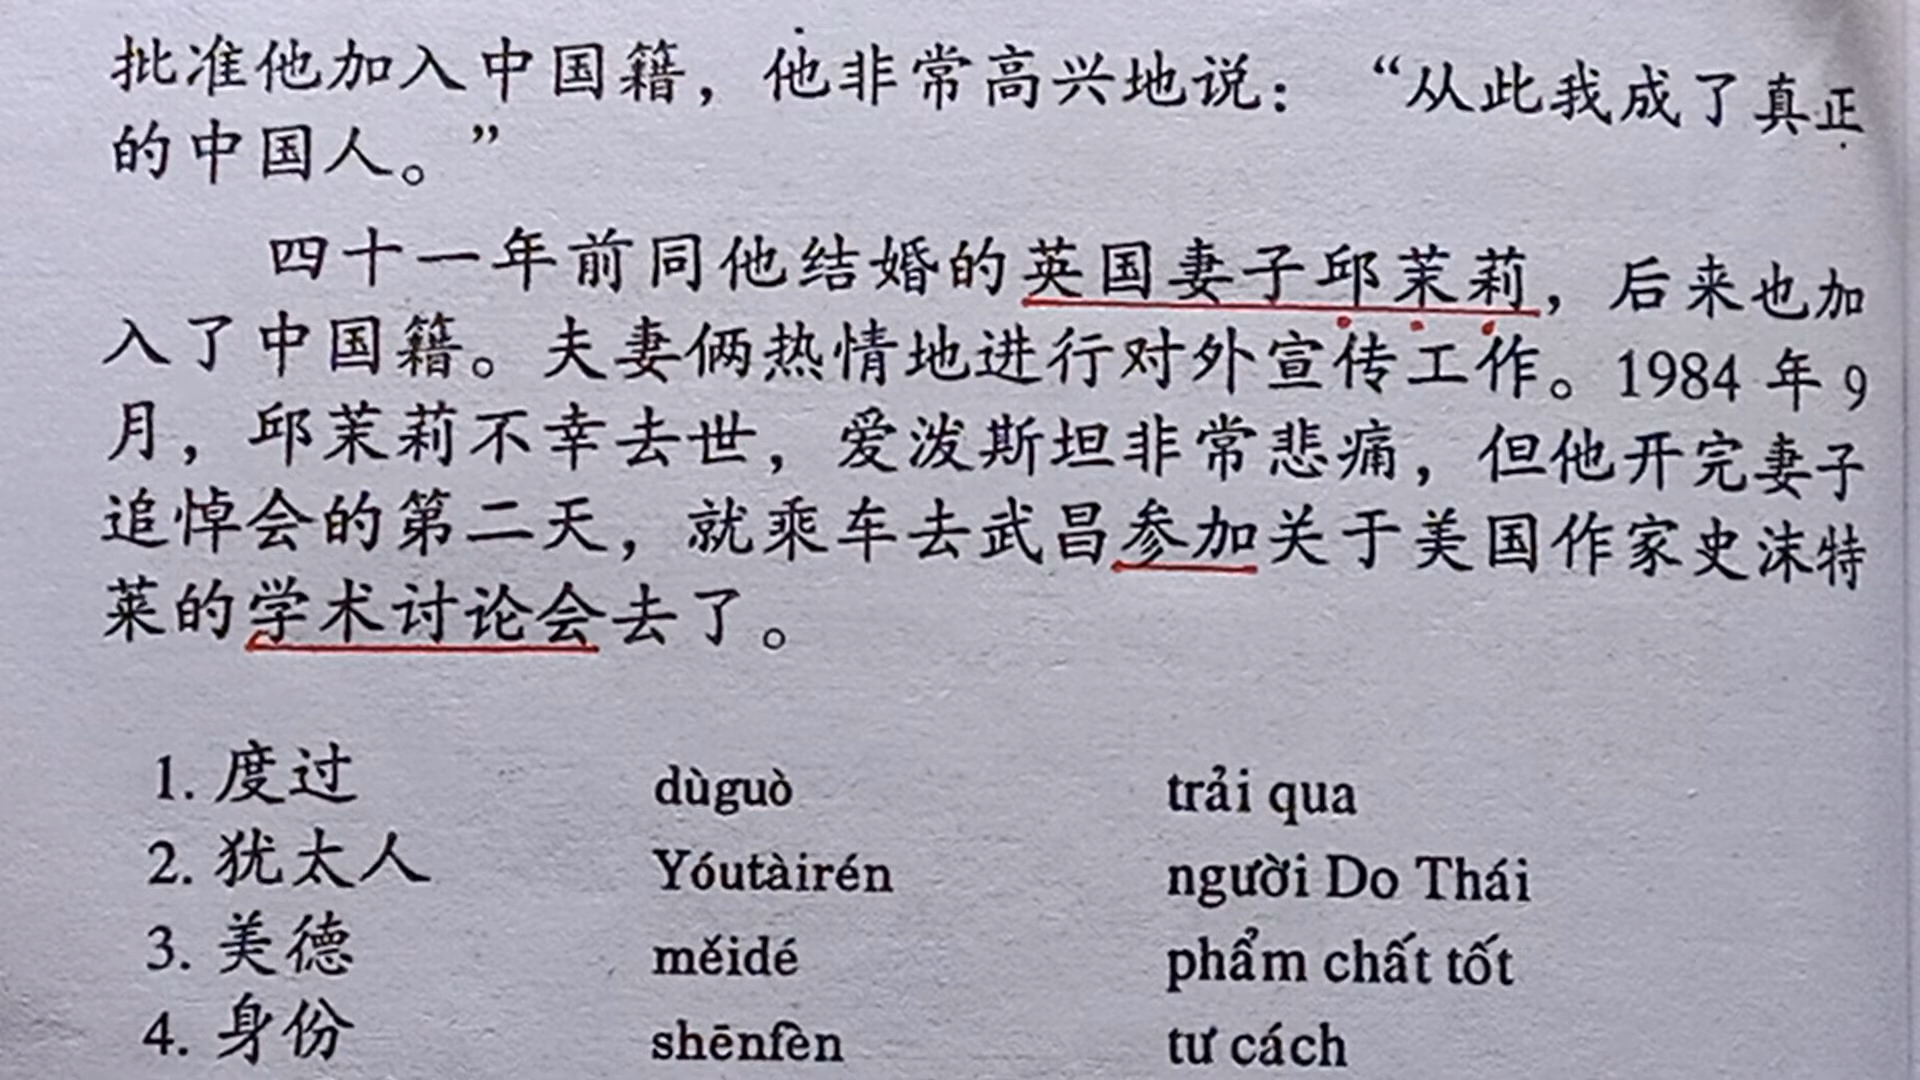 批准他加入中国籍，他非常高兴地说：“从此我成了真正
的中国人。”
四十一年前同他结婚的英国妻子邱茉莉，后来也加
入了中国籍。夫妻俩热情地进行对外宣传工作。1984年9
月，邱茉莉不幸去世，爱泼斯坦非常悲痛，但他开完妻子
追悼会的第二天，就乘车去武昌参加关于美国作家史沫特
莱的学术讨论会去了。
1. 度过 dùguò trải qua
2. 犹太人 Yóutàirén người Do Thái
3. 美德 měidé phẩm chất tốt
4. 身份 shēnfèn tư cách